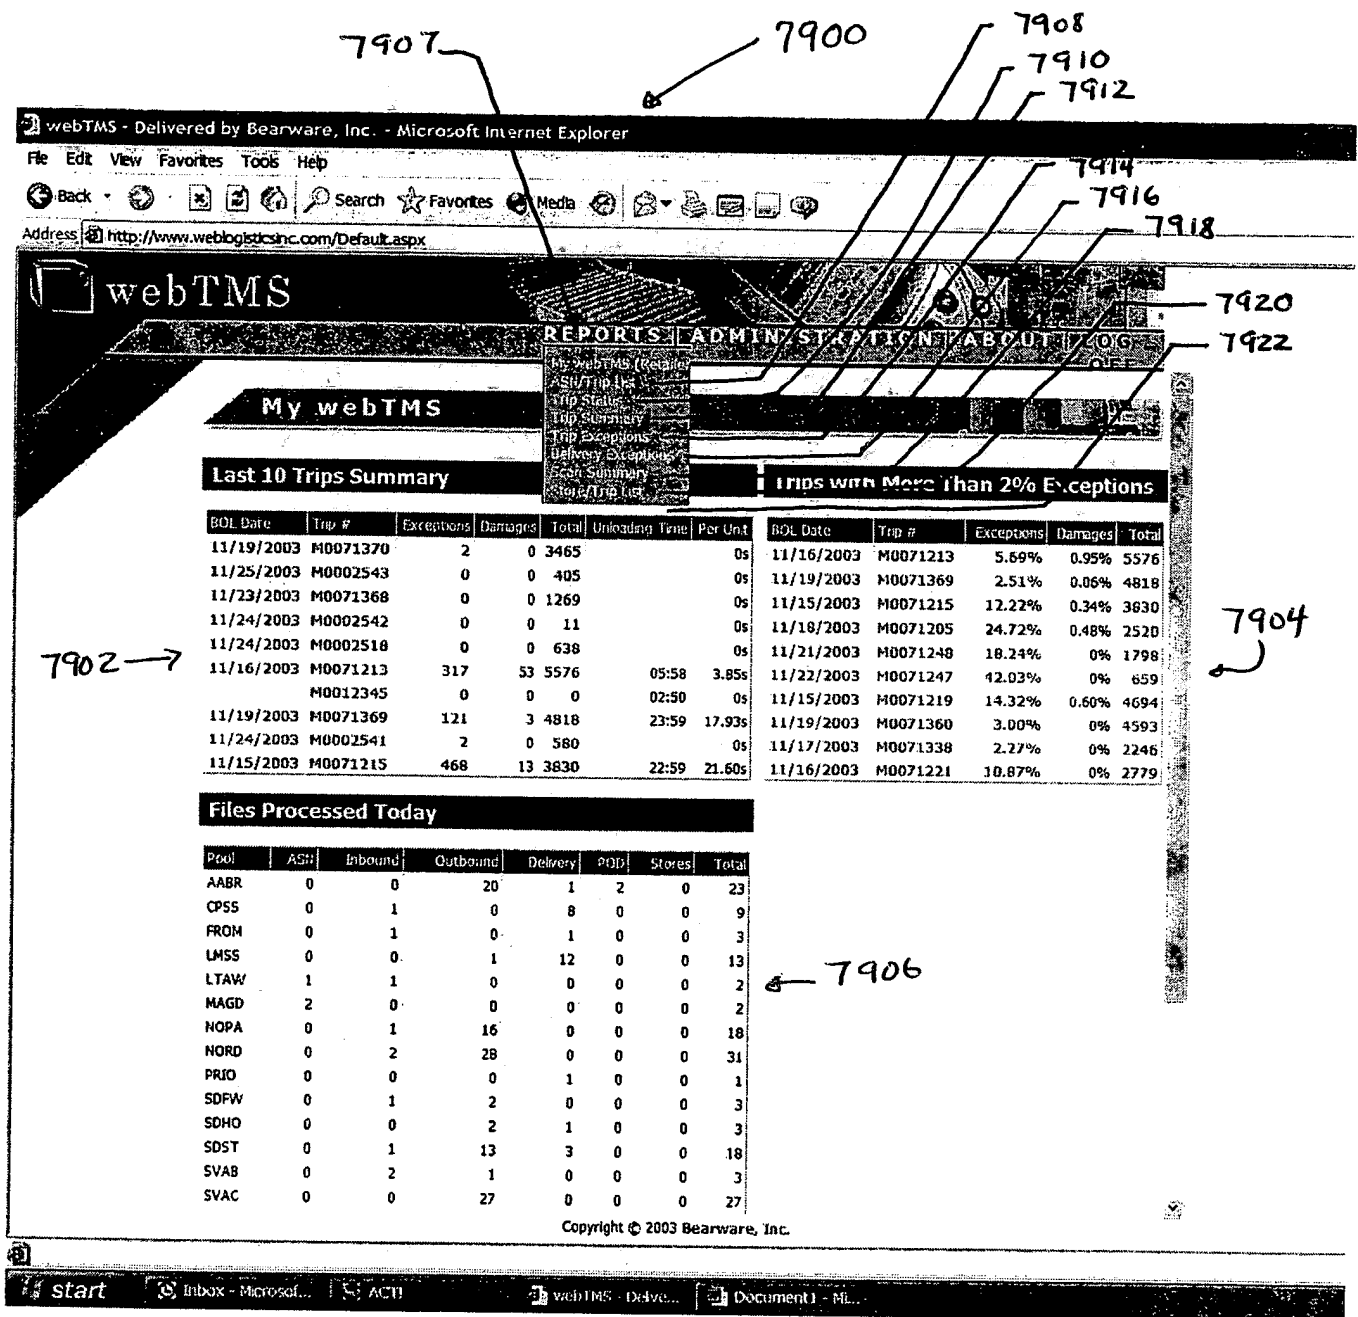 7907 7900 7908
7910
7912
webTMS - Delivered by Bearware, Inc. - Microsoft Internet Explorer
File Edit View Favorites Tools Help
7914
Back Search Favorites Media
7916
7918
Address http://www.weblogisticsinc.com/Default.aspx
webTMS
7920
REPORTS | ADMINISTRATION | ABOUT | LOG OFF
7922
My webTMS
ASN/Trip List
Trip Status
Trip Summary
Trip Exceptions
Delivery Exceptions
Scan Summary
Store/Trip List
Last 10 Trips Summary
Trips with More Than 2% Exceptions
BOL Date Trip # Exceptions Damages Total Unloading Time Per Unit
11/19/2003 M0071370 2 0 3465 0s
11/25/2003 M0002543 0 0 405 0s
11/23/2003 M0071368 0 0 1269 0s
11/24/2003 M0002542 0 0 11 0s
11/24/2003 M0002518 0 0 638 0s
7902
11/16/2003 M0071213 317 53 5576 05:58 3.85s
M0012345 0 0 0 02:50 0s
11/19/2003 M0071369 121 3 4818 23:59 17.93s
11/24/2003 M0002541 2 0 580 0s
11/15/2003 M0071215 468 13 3830 22:59 21.60s
BOL Date Trip # Exceptions Damages Total
11/16/2003 M0071213 5.69% 0.95% 5576
11/19/2003 M0071369 2.51% 0.06% 4818
11/15/2003 M0071215 12.22% 0.34% 3830
11/18/2003 M0071205 24.72% 0.48% 2520
11/21/2003 M0071248 18.24% 0% 1798
11/22/2003 M0071247 42.03% 0% 659
11/15/2003 M0071219 14.32% 0.60% 4694
11/19/2003 M0071360 3.00% 0% 4593
11/17/2003 M0071338 2.27% 0% 2246
11/16/2003 M0071221 10.87% 0% 2779
7904
Files Processed Today
Pool ASN Inbound Outbound Delivery POD Stores Total
AABR 0 0 20 1 2 0 23
CPSS 0 1 0 8 0 0 9
FROM 0 1 0 1 0 0 3
LMSS 0 0 1 12 0 0 13
LTAW 1 1 0 0 0 0 2
MAGD 2 0 0 0 0 0 2
NOPA 0 1 16 0 0 0 18
NORD 0 2 28 0 0 0 31
PRIO 0 0 0 1 0 0 1
SDFW 0 1 2 0 0 0 3
SDHO 0 0 2 1 0 0 3
SDST 0 1 13 3 0 0 18
SVAB 0 2 1 0 0 0 3
SVAC 0 0 27 0 0 0 27
7906
Copyright © 2003 Bearware, Inc.
start Inbox - Microsof... ACT! webTMS - Delive... Document1 - Mi...